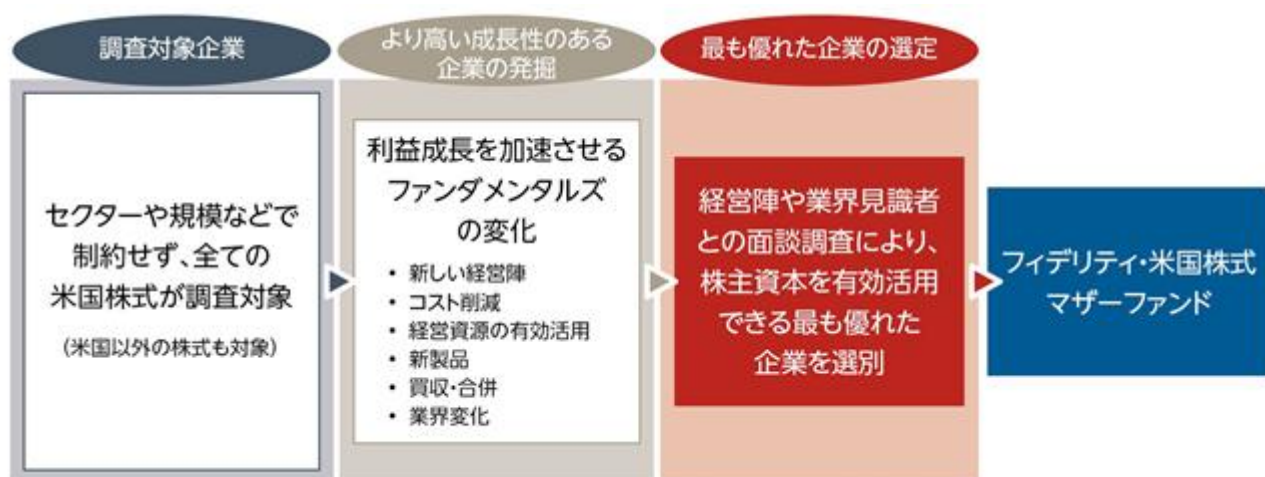 調査対象企業
セクターや規模などで
制約せず、全ての
米国株式が調査対象
(米国以外の株式も対象)
より高い成長性のある
企業の発掘
利益成長を加速させる
ファンダメンタルズ
の変化
• 新しい経営陣
• コスト削減
• 経営資源の有効活用
• 新製品
• 買収・合併
• 業界変化
最も優れた企業の選定
経営陣や業界見識者
との面談調査により、
株主資本を有効活用
できる最も優れた
企業を選別
フィデリティ・米国株式
マザーファンド